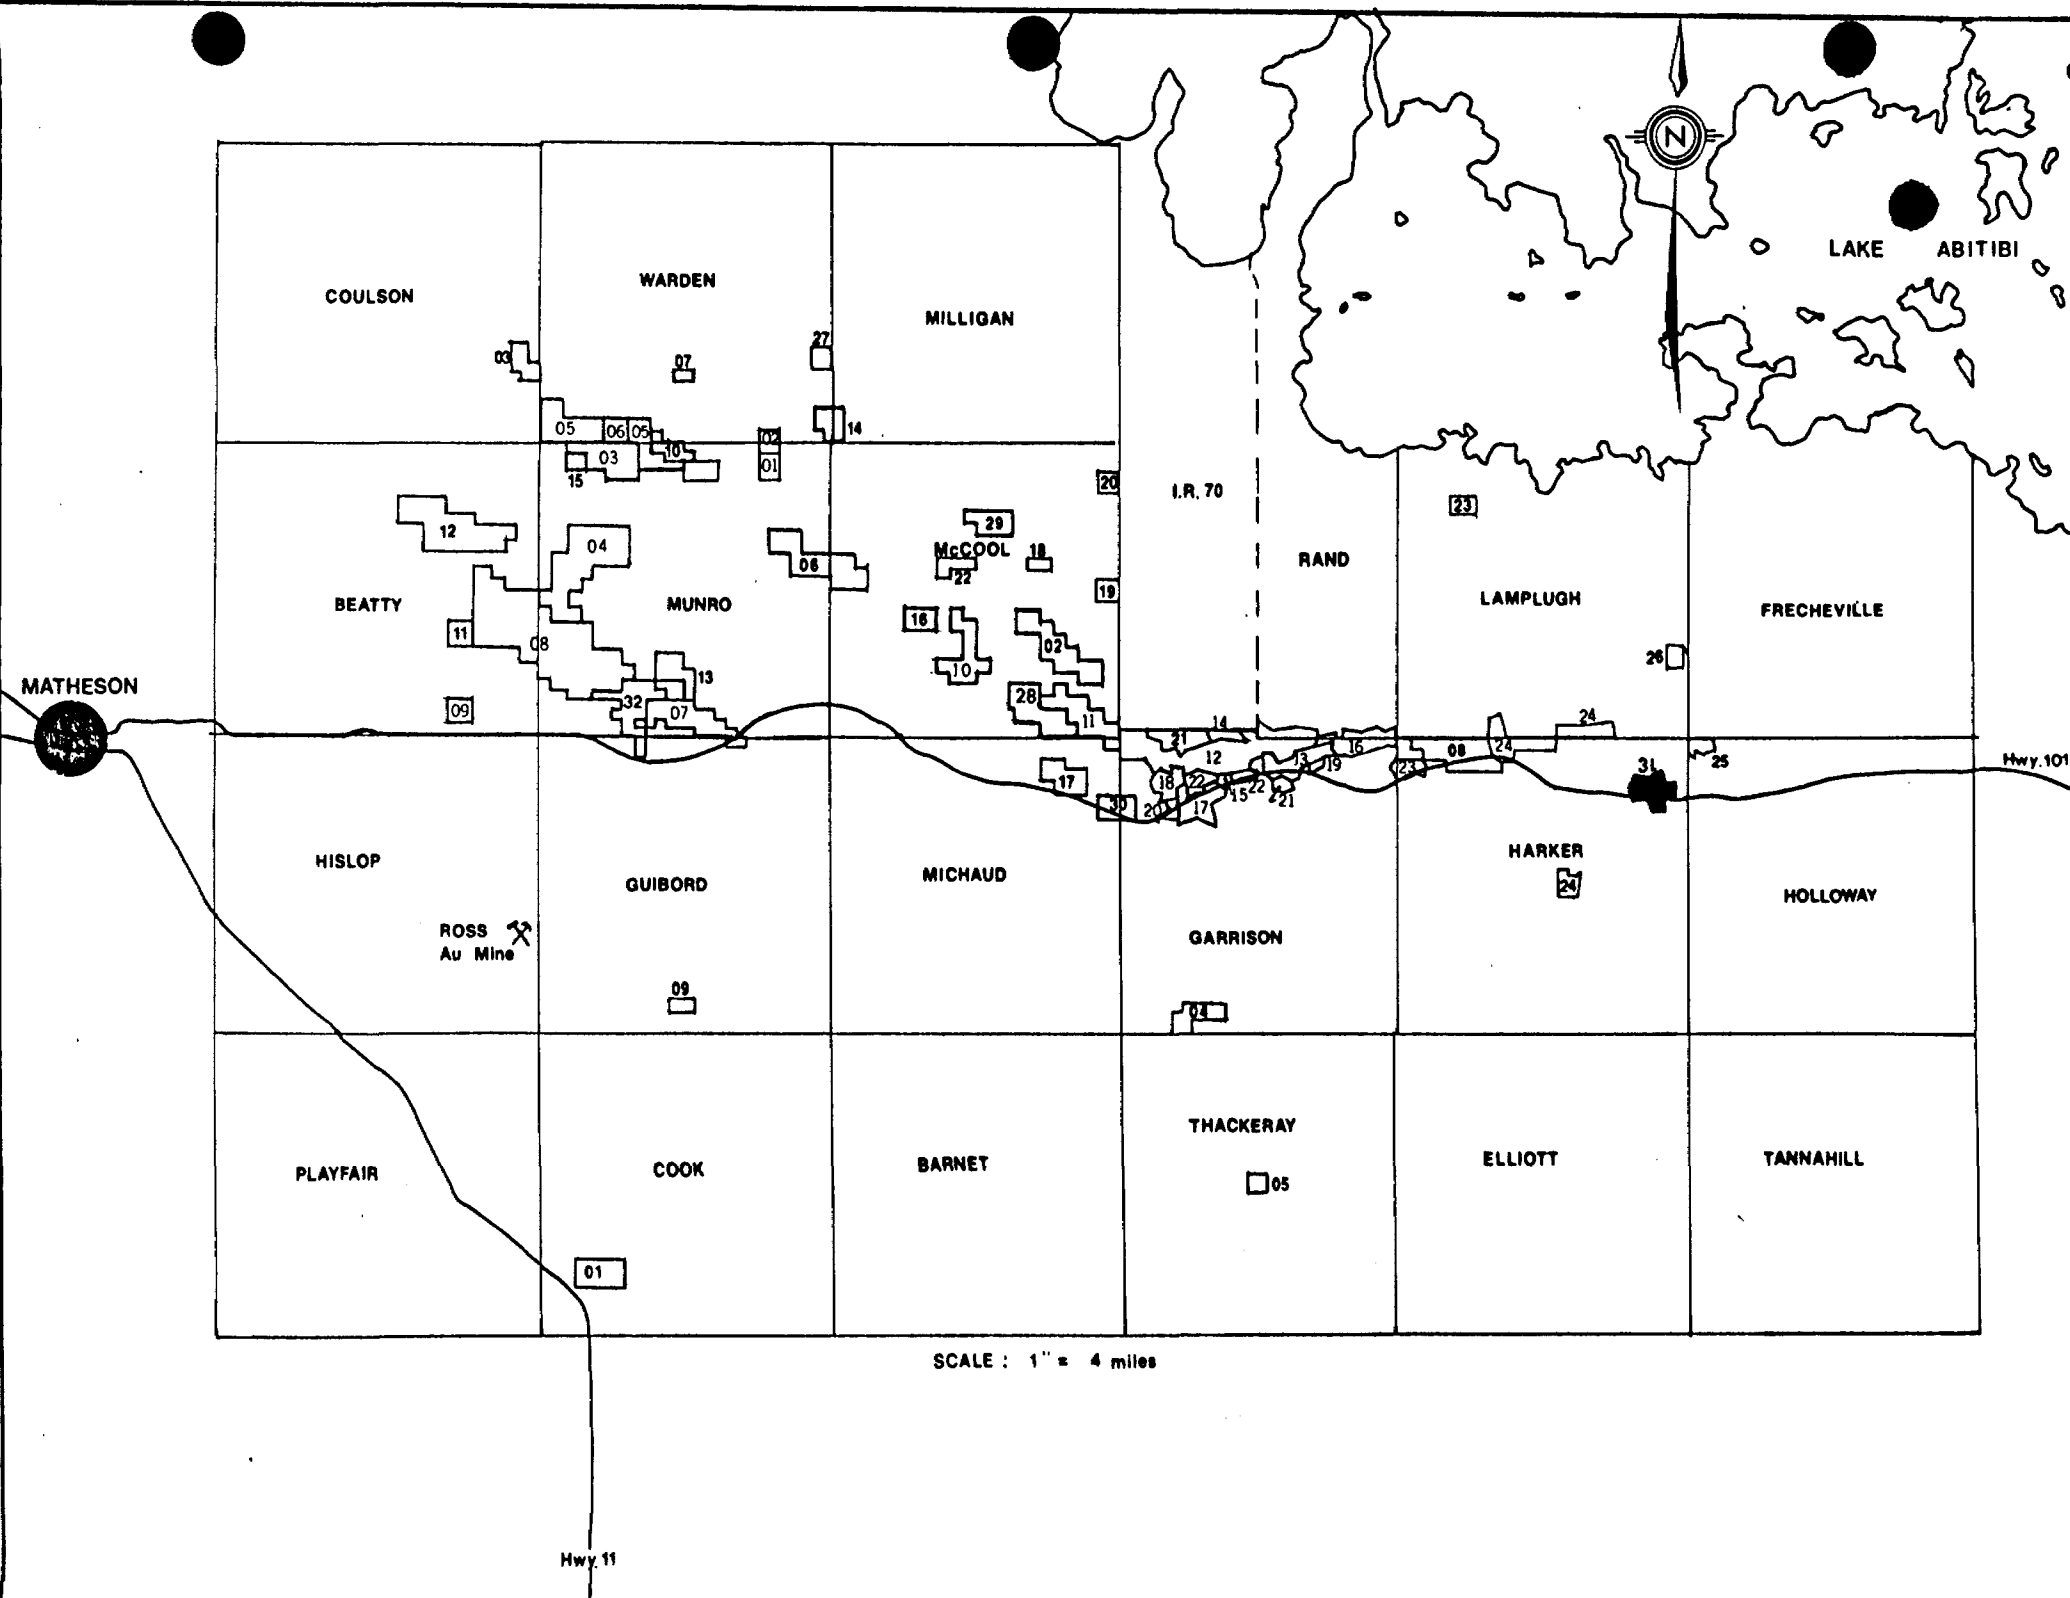 N
LAKE ABITIBI
WARDEN
COULSON
MILLIGAN
27
03
07
05
06
05
02
14
10
03
01
15
20
I.R. 70
23
12
29
04
McCOOL
18
RAND
06
22
19
LAMPLUGH
BEATTY
MUNRO
FRECHEVILLE
16
11
08
02
26
10
13
MATHESON
28
32
09
07
11
14
24
21
16
24
08
12
13
19
23
25
Hwy.101
31
17
18
22
22
15
21
30
20
17
HARKER
HISLOP
MICHAUD
GUIBORD
24
HOLLOWAY
ROSS
Au Mine
GARRISON
09
04
THACKERAY
PLAYFAIR
COOK
BARNET
ELLIOTT
TANNAHILL
05
01
SCALE : 1" = 4 miles
Hwy.11